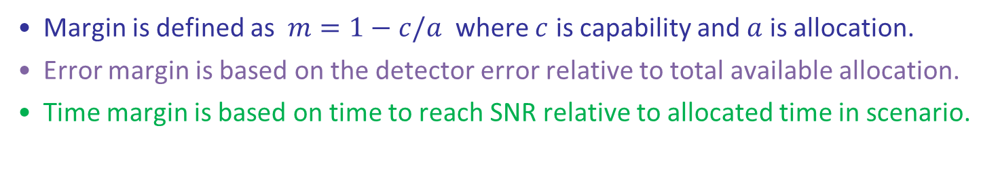 • Margin is defined as m = 1 − c/a where c is capability and a is allocation.
• Error margin is based on the detector error relative to total available allocation.
• Time margin is based on time to reach SNR relative to allocated time in scenario.